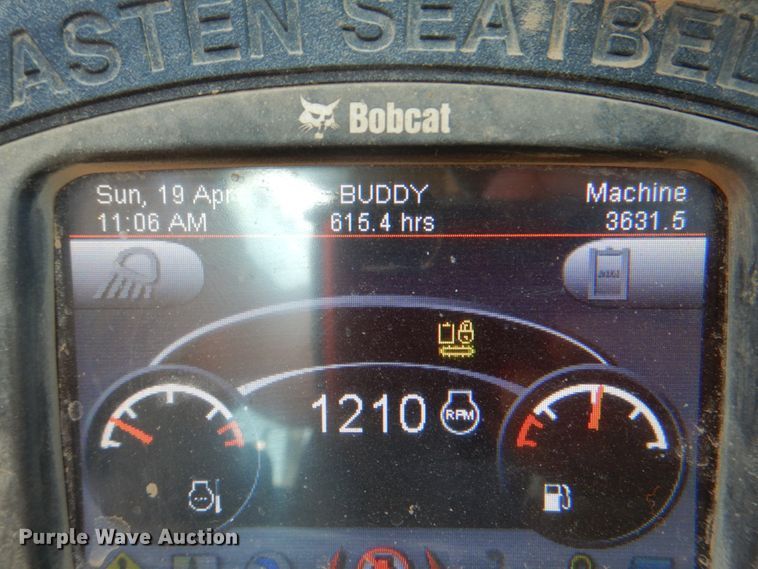 ASTEN SEATBEL
Bobcat
Sun, 19 Apr BUDDY Machine
11:06 AM 615.4 hrs 3631.5
1210 RPM
Purple Wave Auction